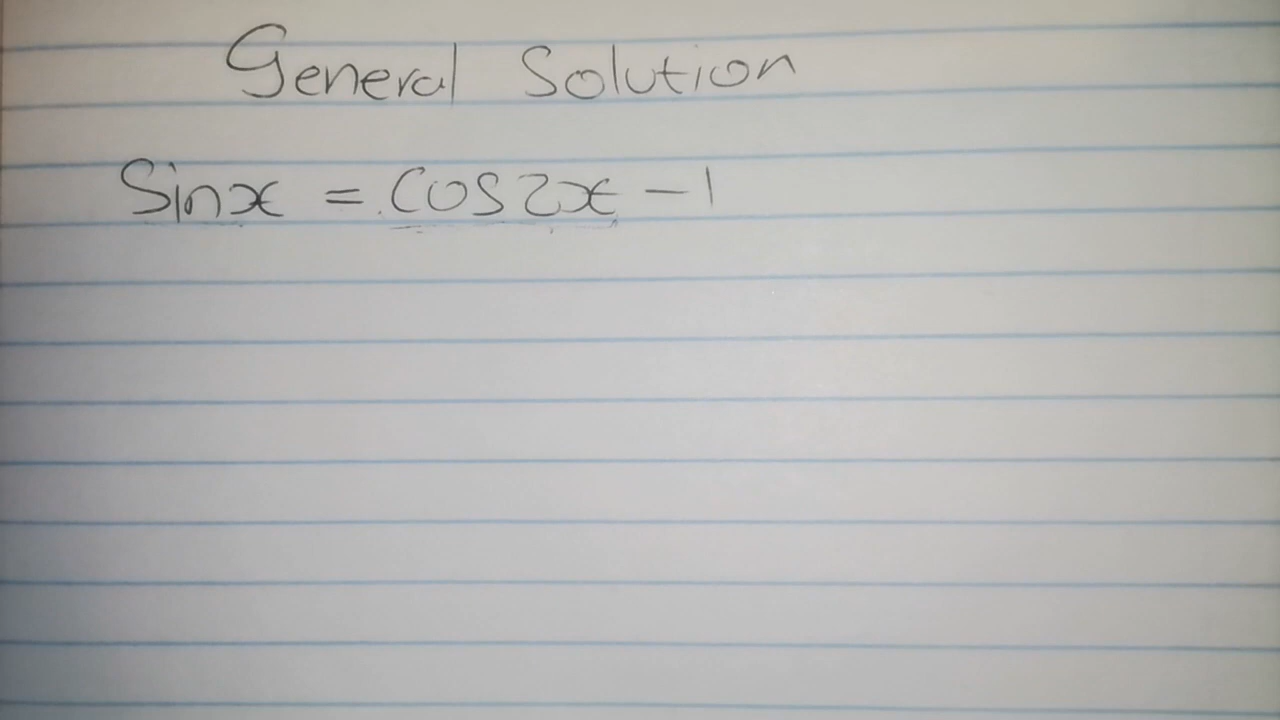 General Solution
Sinx = cos2x - 1